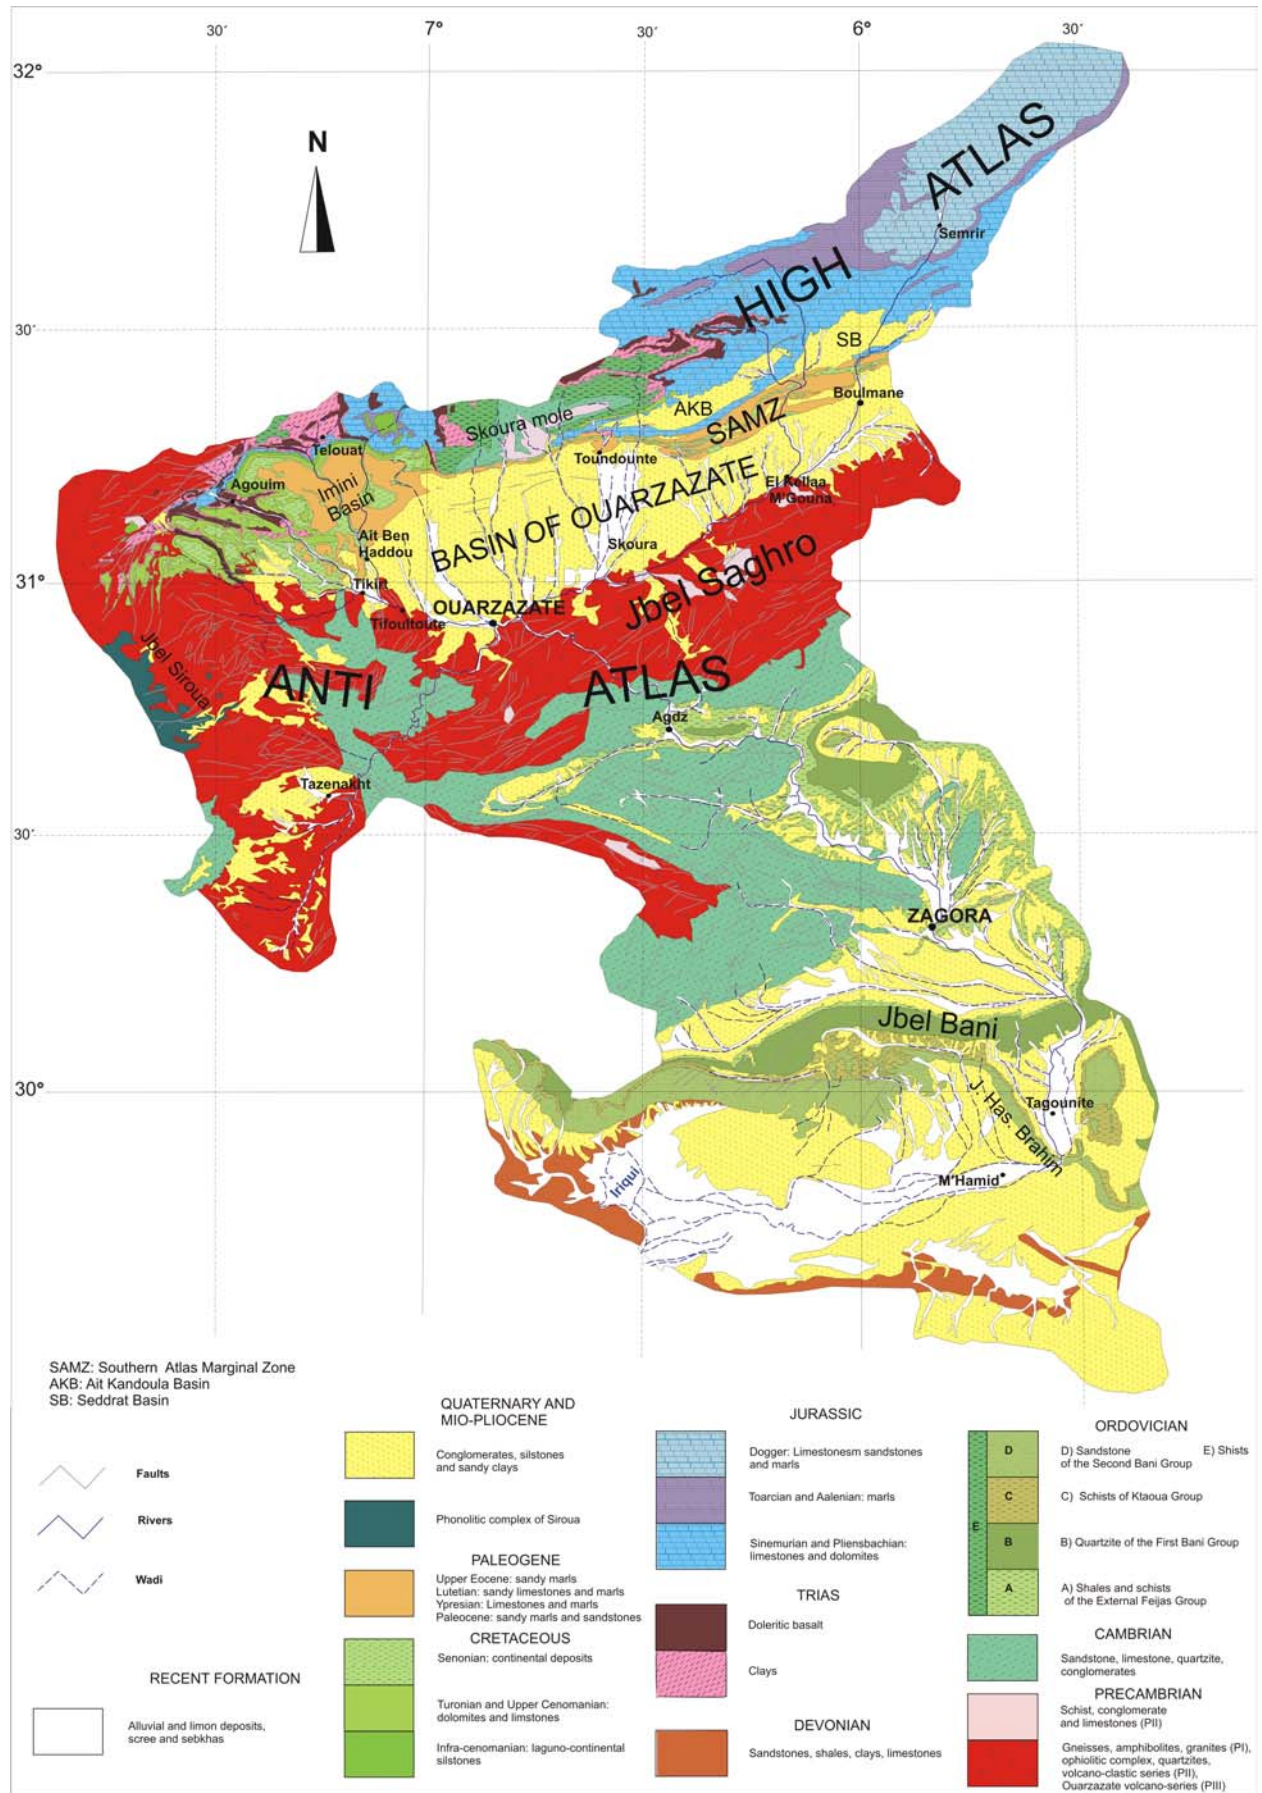 30´
7°
30´
6°
30´
32°
N
HIGH ATLAS
Semrir
30´
SB
Boulmane
AKB
SAMZ
Skoura mole
Telouat
Toundounte
Agouim
Imini
Basin
El Kellaa
M'Gouna
BASIN OF OUARZAZATE
Ait Ben
Haddou
Skoura
31°
Tikirt
OUARZAZATE
Tifoultoute
Jbel Saghro
Jbel Siroua
ANTI ATLAS
Agdz
Tazenakht
30´
ZAGORA
Jbel Bani
30°
J. Has. Brahim
Tagounite
Iriqui
M'Hamid
SAMZ: Southern Atlas Marginal Zone
AKB: Ait Kandoula Basin
SB: Seddrat Basin
Faults
Rivers
Wadi
RECENT FORMATION
Alluvial and limon deposits,
scree and sebkhas
QUATERNARY AND
MIO-PLIOCENE
Conglomerates, silstones
and sandy clays
Phonolitic complex of Siroua
PALEOGENE
Upper Eocene: sandy marls
Lutetian: sandy limestones and marls
Ypresian: Limestones and marls
Paleocene: sandy marls and sandstones
CRETACEOUS
Senonian: continental deposits
Turonian and Upper Cenomanian:
dolomites and limstones
Infra-cenomanian: laguno-continental
silstones
JURASSIC
Dogger: Limestonesm sandstones
and marls
Toarcian and Aalenian: marls
Sinemurian and Pliensbachian:
limestones and dolomites
TRIAS
Doleritic basalt
Clays
DEVONIAN
Sandstones, shales, clays, limestones
ORDOVICIAN
D
D) Sandstone
of the Second Bani Group
E) Shists
C
C) Schists of Ktaoua Group
E
B
B) Quartzite of the First Bani Group
A
A) Shales and schists
of the External Feijas Group
CAMBRIAN
Sandstone, limestone, quartzite,
conglomerates
PRECAMBRIAN
Schist, conglomerate
and limestones (PII)
Gneisses, amphibolites, granites (PI),
ophiolitic complex, quartzites,
volcano-clastic series (PII),
Ouarzazate volcano-series (PIII)